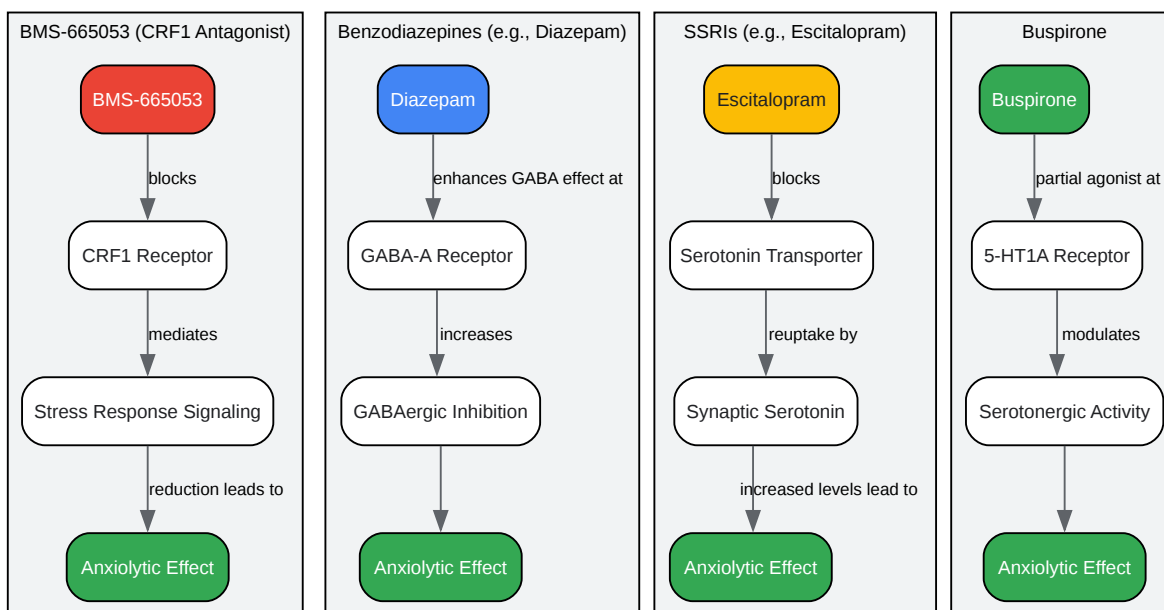 BMS-665053 (CRF1 Antagonist)
BMS-665053
blocks
CRF1 Receptor
mediates
Stress Response Signaling
reduction leads to
Anxiolytic Effect
Benzodiazepines (e.g., Diazepam)
Diazepam
enhances GABA effect at
GABA-A Receptor
increases
GABAergic Inhibition
Anxiolytic Effect
SSRIs (e.g., Escitalopram)
Escitalopram
blocks
Serotonin Transporter
reuptake by
Synaptic Serotonin
increased levels lead to
Anxiolytic Effect
Buspirone
Buspirone
partial agonist at
5-HT1A Receptor
modulates
Serotonergic Activity
Anxiolytic Effect